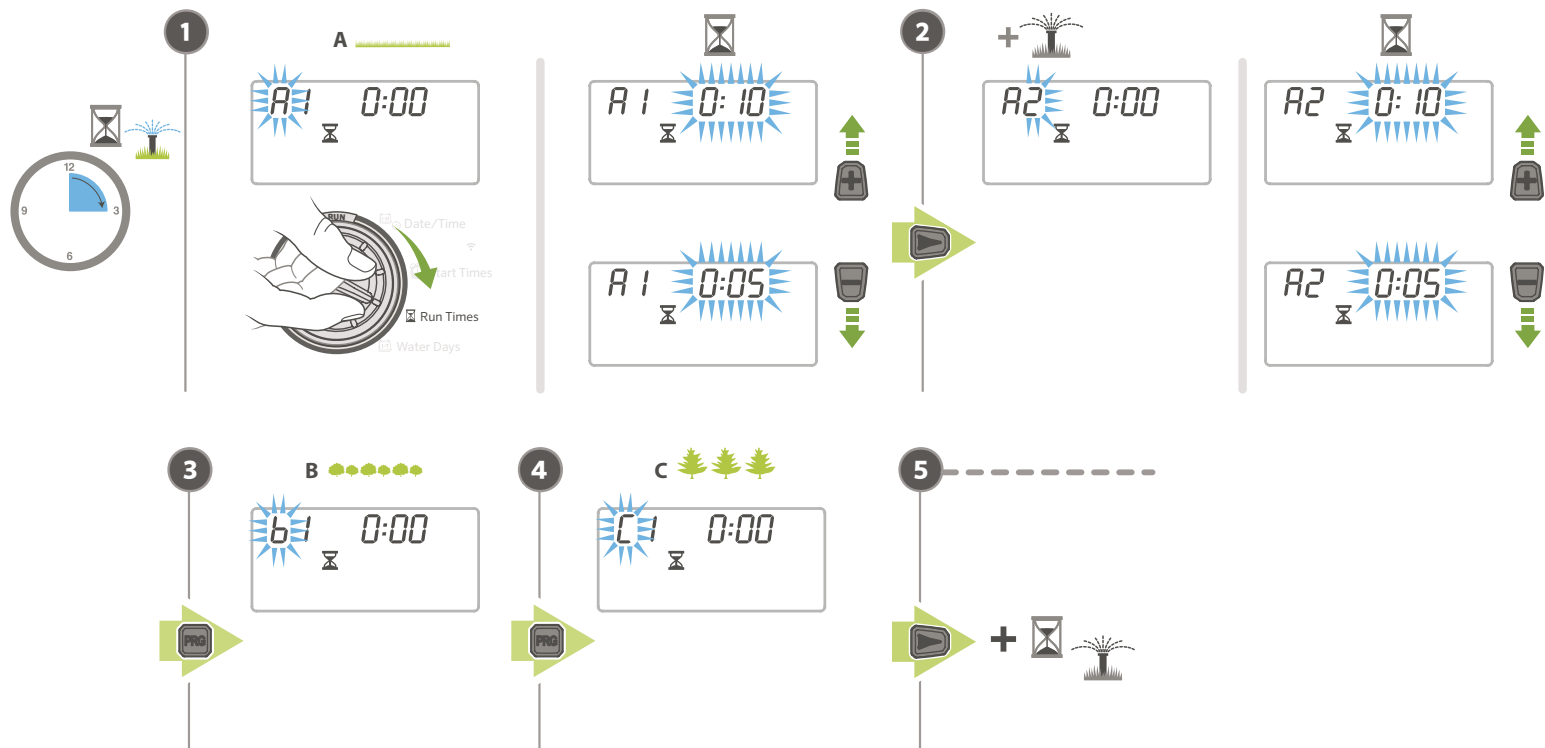 1
A
A1 0:00
12
3
6
9
RUN
Date/Time
Start Times
Run Times
Water Days
A1 0:10
A1 0:05
2
+
A2 0:00
A2 0:10
A2 0:05
3
B
b1 0:00
PRG
4
C
C1 0:00
PRG
5
+